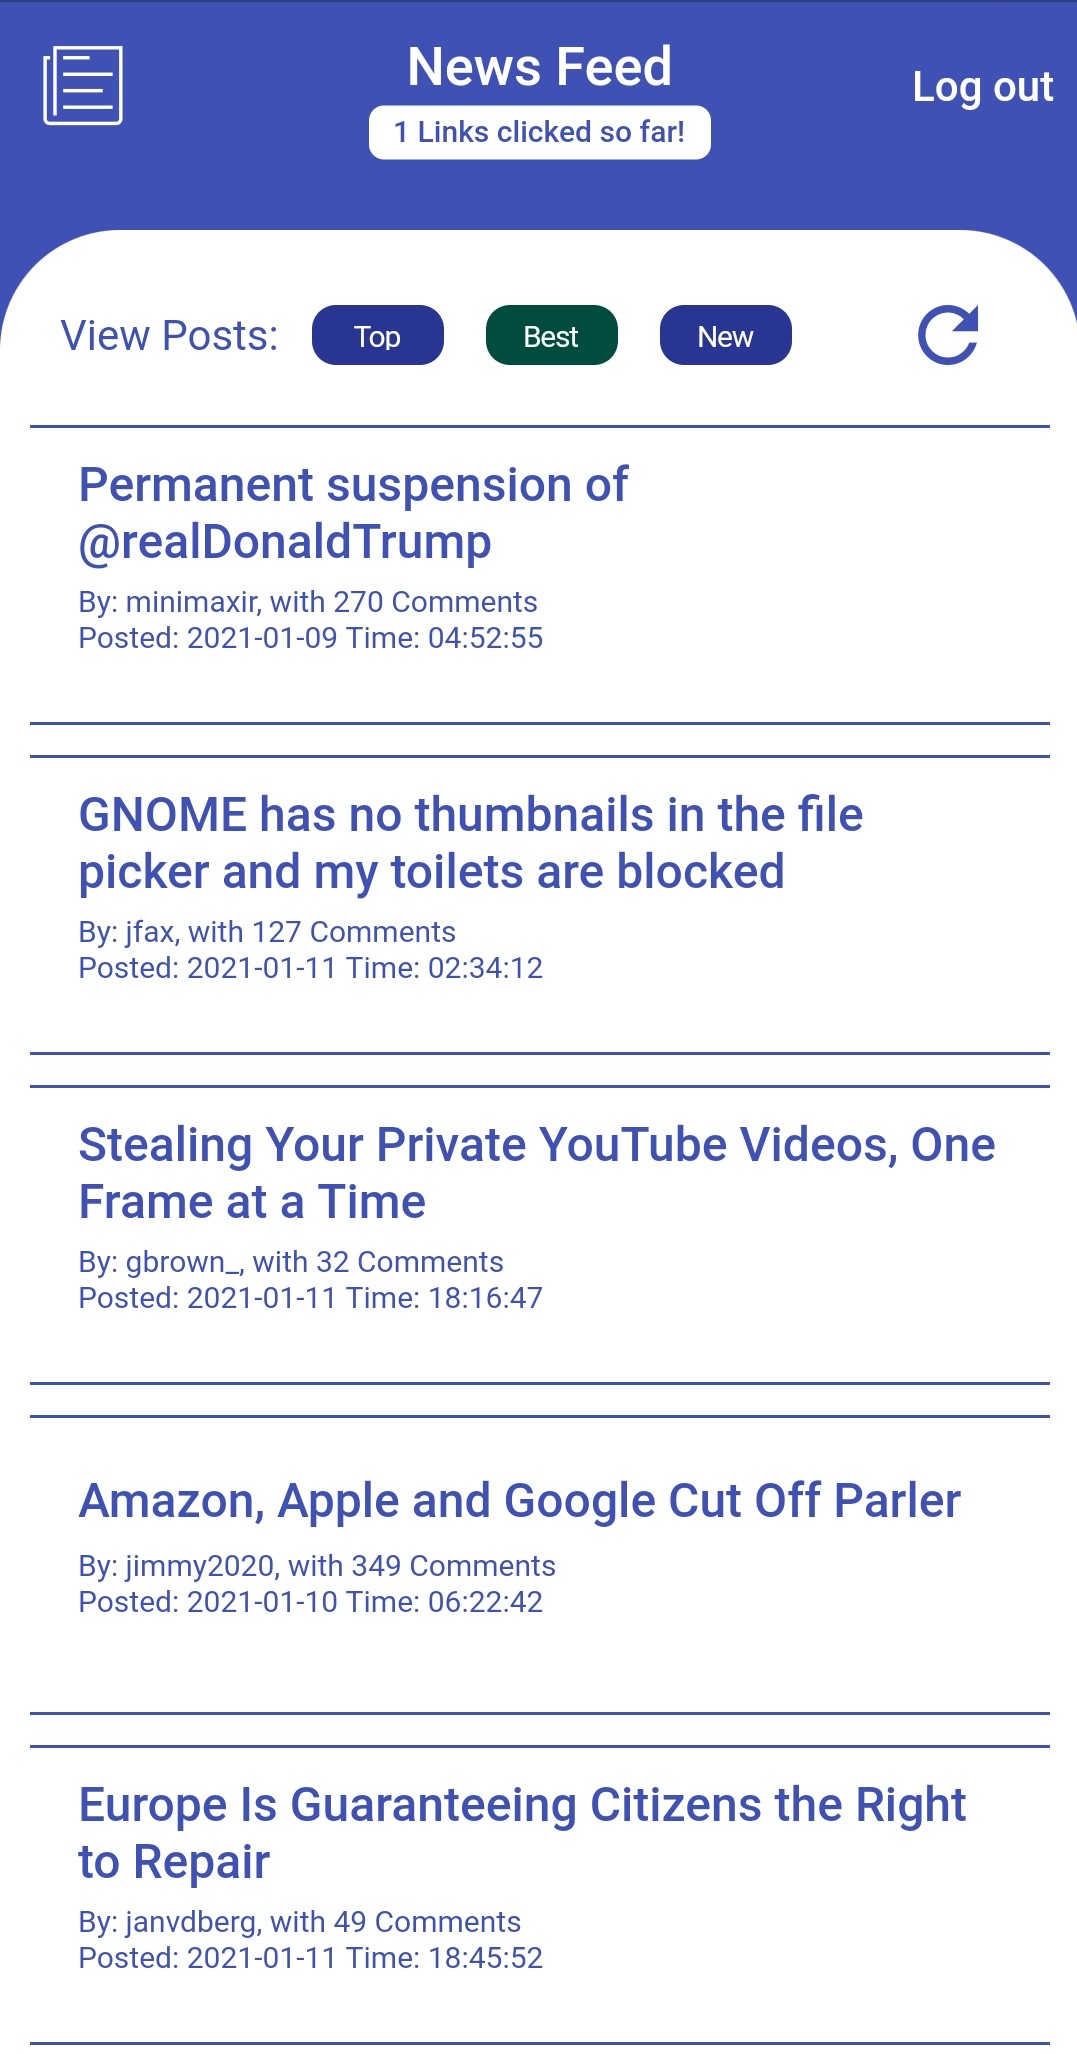 News Feed
Log out
1 Links clicked so far!
View Posts: Top Best New
Permanent suspension of
@realDonaldTrump
By: minimaxir, with 270 Comments
Posted: 2021-01-09 Time: 04:52:55
GNOME has no thumbnails in the file
picker and my toilets are blocked
By: jfax, with 127 Comments
Posted: 2021-01-11 Time: 02:34:12
Stealing Your Private YouTube Videos, One
Frame at a Time
By: gbrown_, with 32 Comments
Posted: 2021-01-11 Time: 18:16:47
Amazon, Apple and Google Cut Off Parler
By: jimmy2020, with 349 Comments
Posted: 2021-01-10 Time: 06:22:42
Europe Is Guaranteeing Citizens the Right
to Repair
By: janvdberg, with 49 Comments
Posted: 2021-01-11 Time: 18:45:52